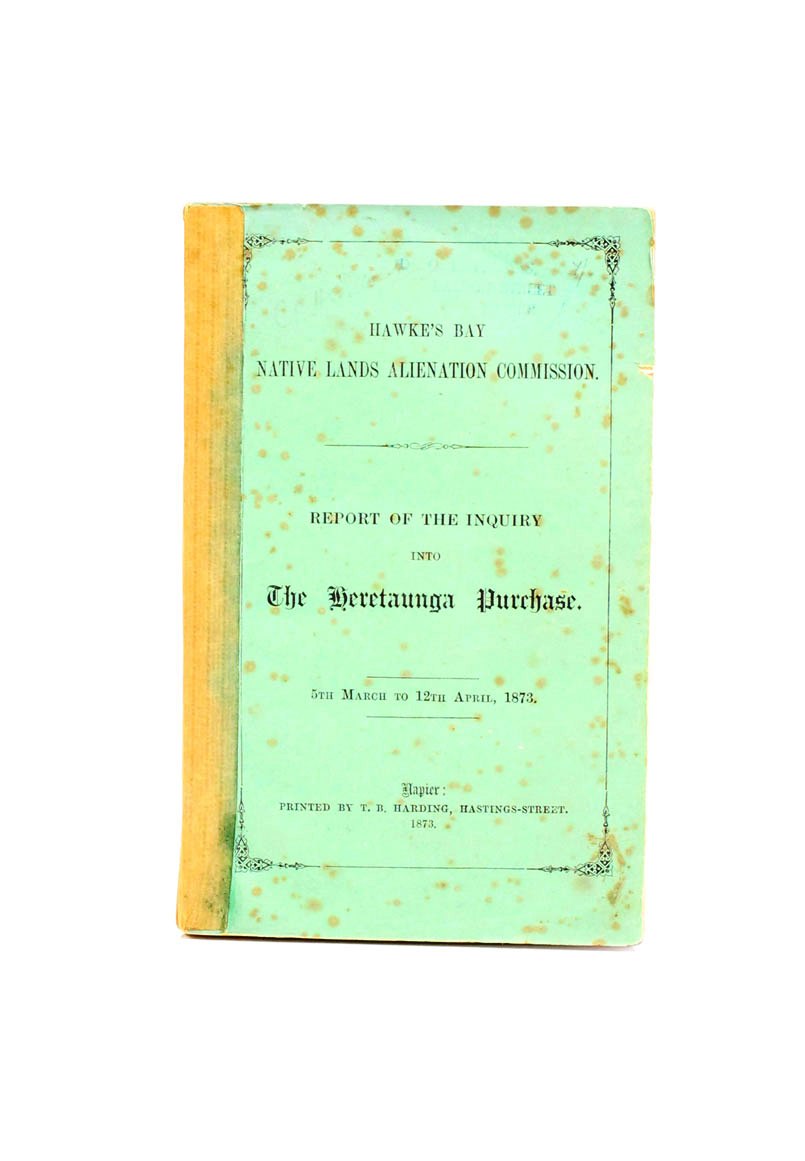 HAWKE'S BAY
NATIVE LANDS ALIENATION COMMISSION.
REPORT OF THE INQUIRY
INTO
The Heretaunga Purchase.
5TH MARCH TO 12TH APRIL, 1873.
Napier:
PRINTED BY T. B. HARDING, HASTINGS-STREET.
1873.